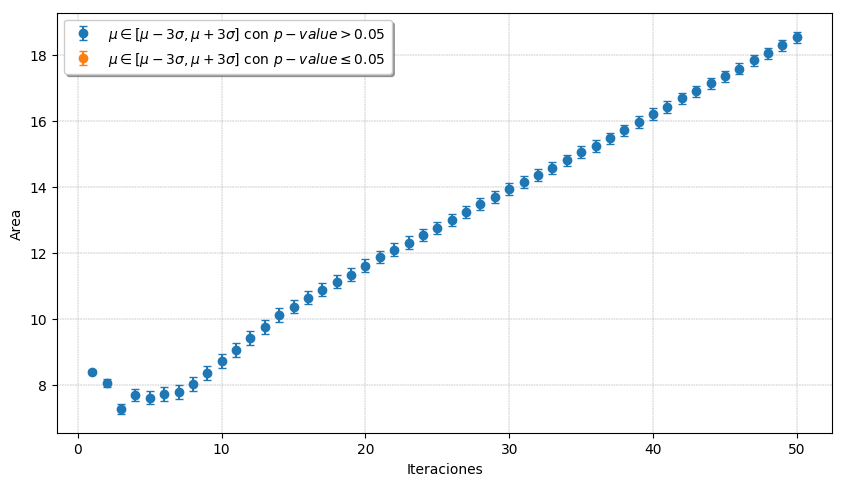 μ ∈ [μ − 3σ, μ + 3σ] con p − value > 0.05
μ ∈ [μ − 3σ, μ + 3σ] con p − value ≤ 0.05
18
16
14
12
10
8
Area
0 10 20 30 40 50
Iteraciones